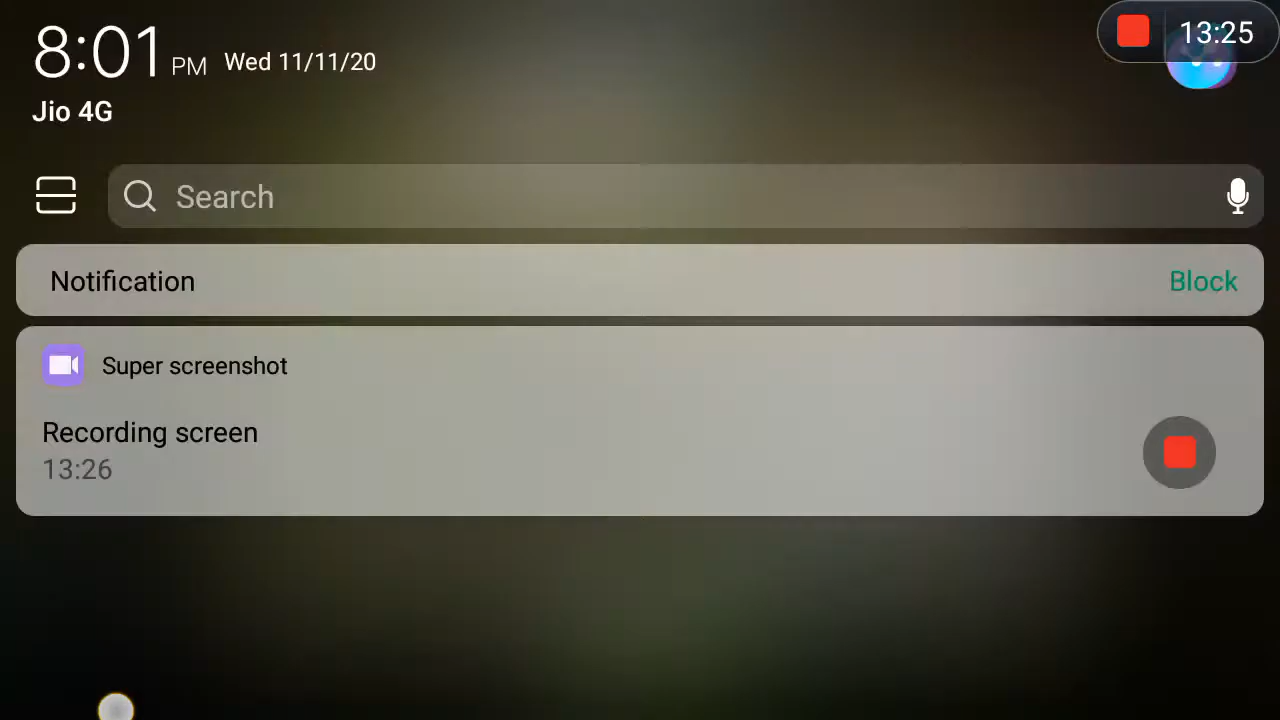 8:01 PM Wed 11/11/20
13:25
Jio 4G
Search
Notification Block
Super screenshot
Recording screen
13:26